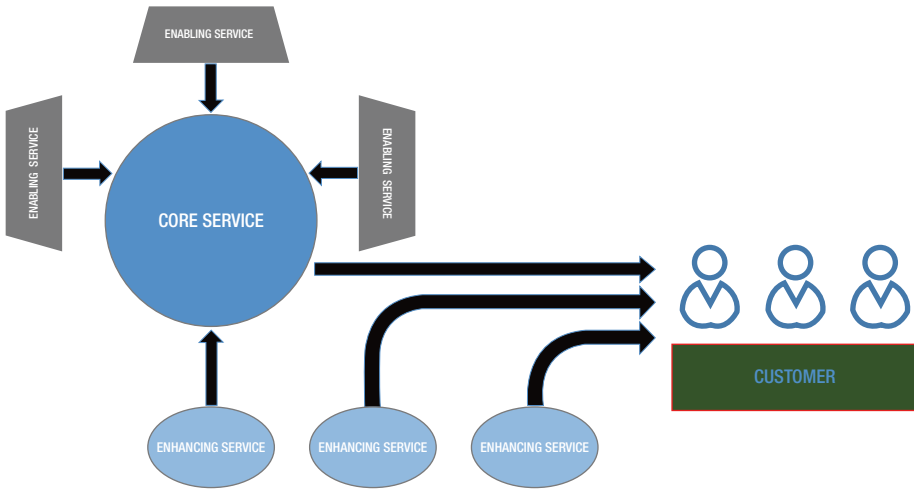 ENABLING SERVICE
ENABLING SERVICE
ENABLING SERVICE
CORE SERVICE
CUSTOMER
ENHANCING SERVICE
ENHANCING SERVICE
ENHANCING SERVICE